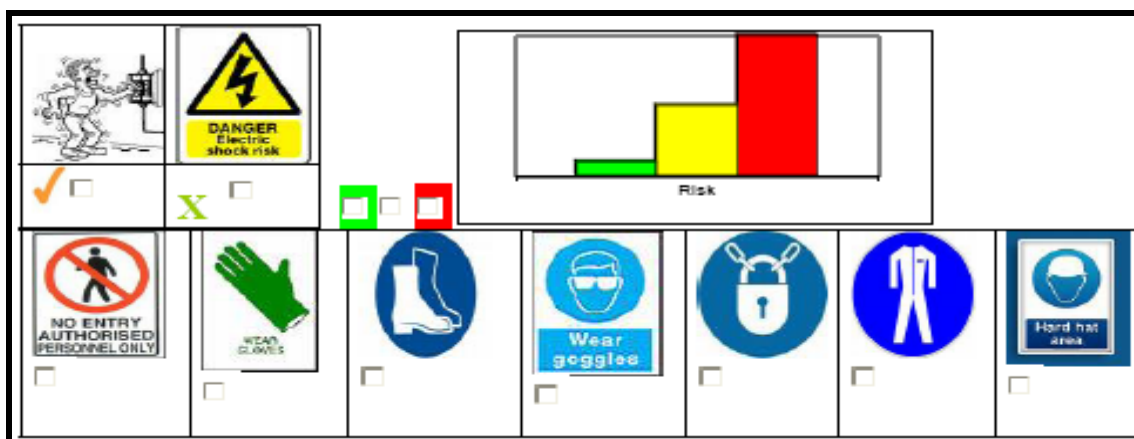 DANGER
Electric
shock risk
X
Risk
NO ENTRY
AUTHORISED
PERSONNEL ONLY
WEAR
GLOVES
Wear
goggles
Hard hat
area